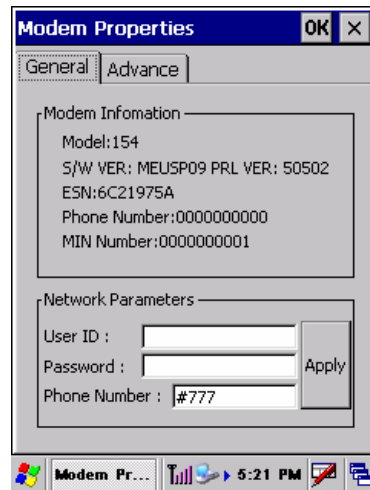 Modem Properties OK ×
General Advance
Modem Infomation
Model:154
S/W VER: MEUSP09 PRL VER: 50502
ESN:6C21975A
Phone Number:0000000000
MIN Number:0000000001
Network Parameters
User ID :
Password :
Apply
Phone Number : #777
Modem Pr... 5:21 PM